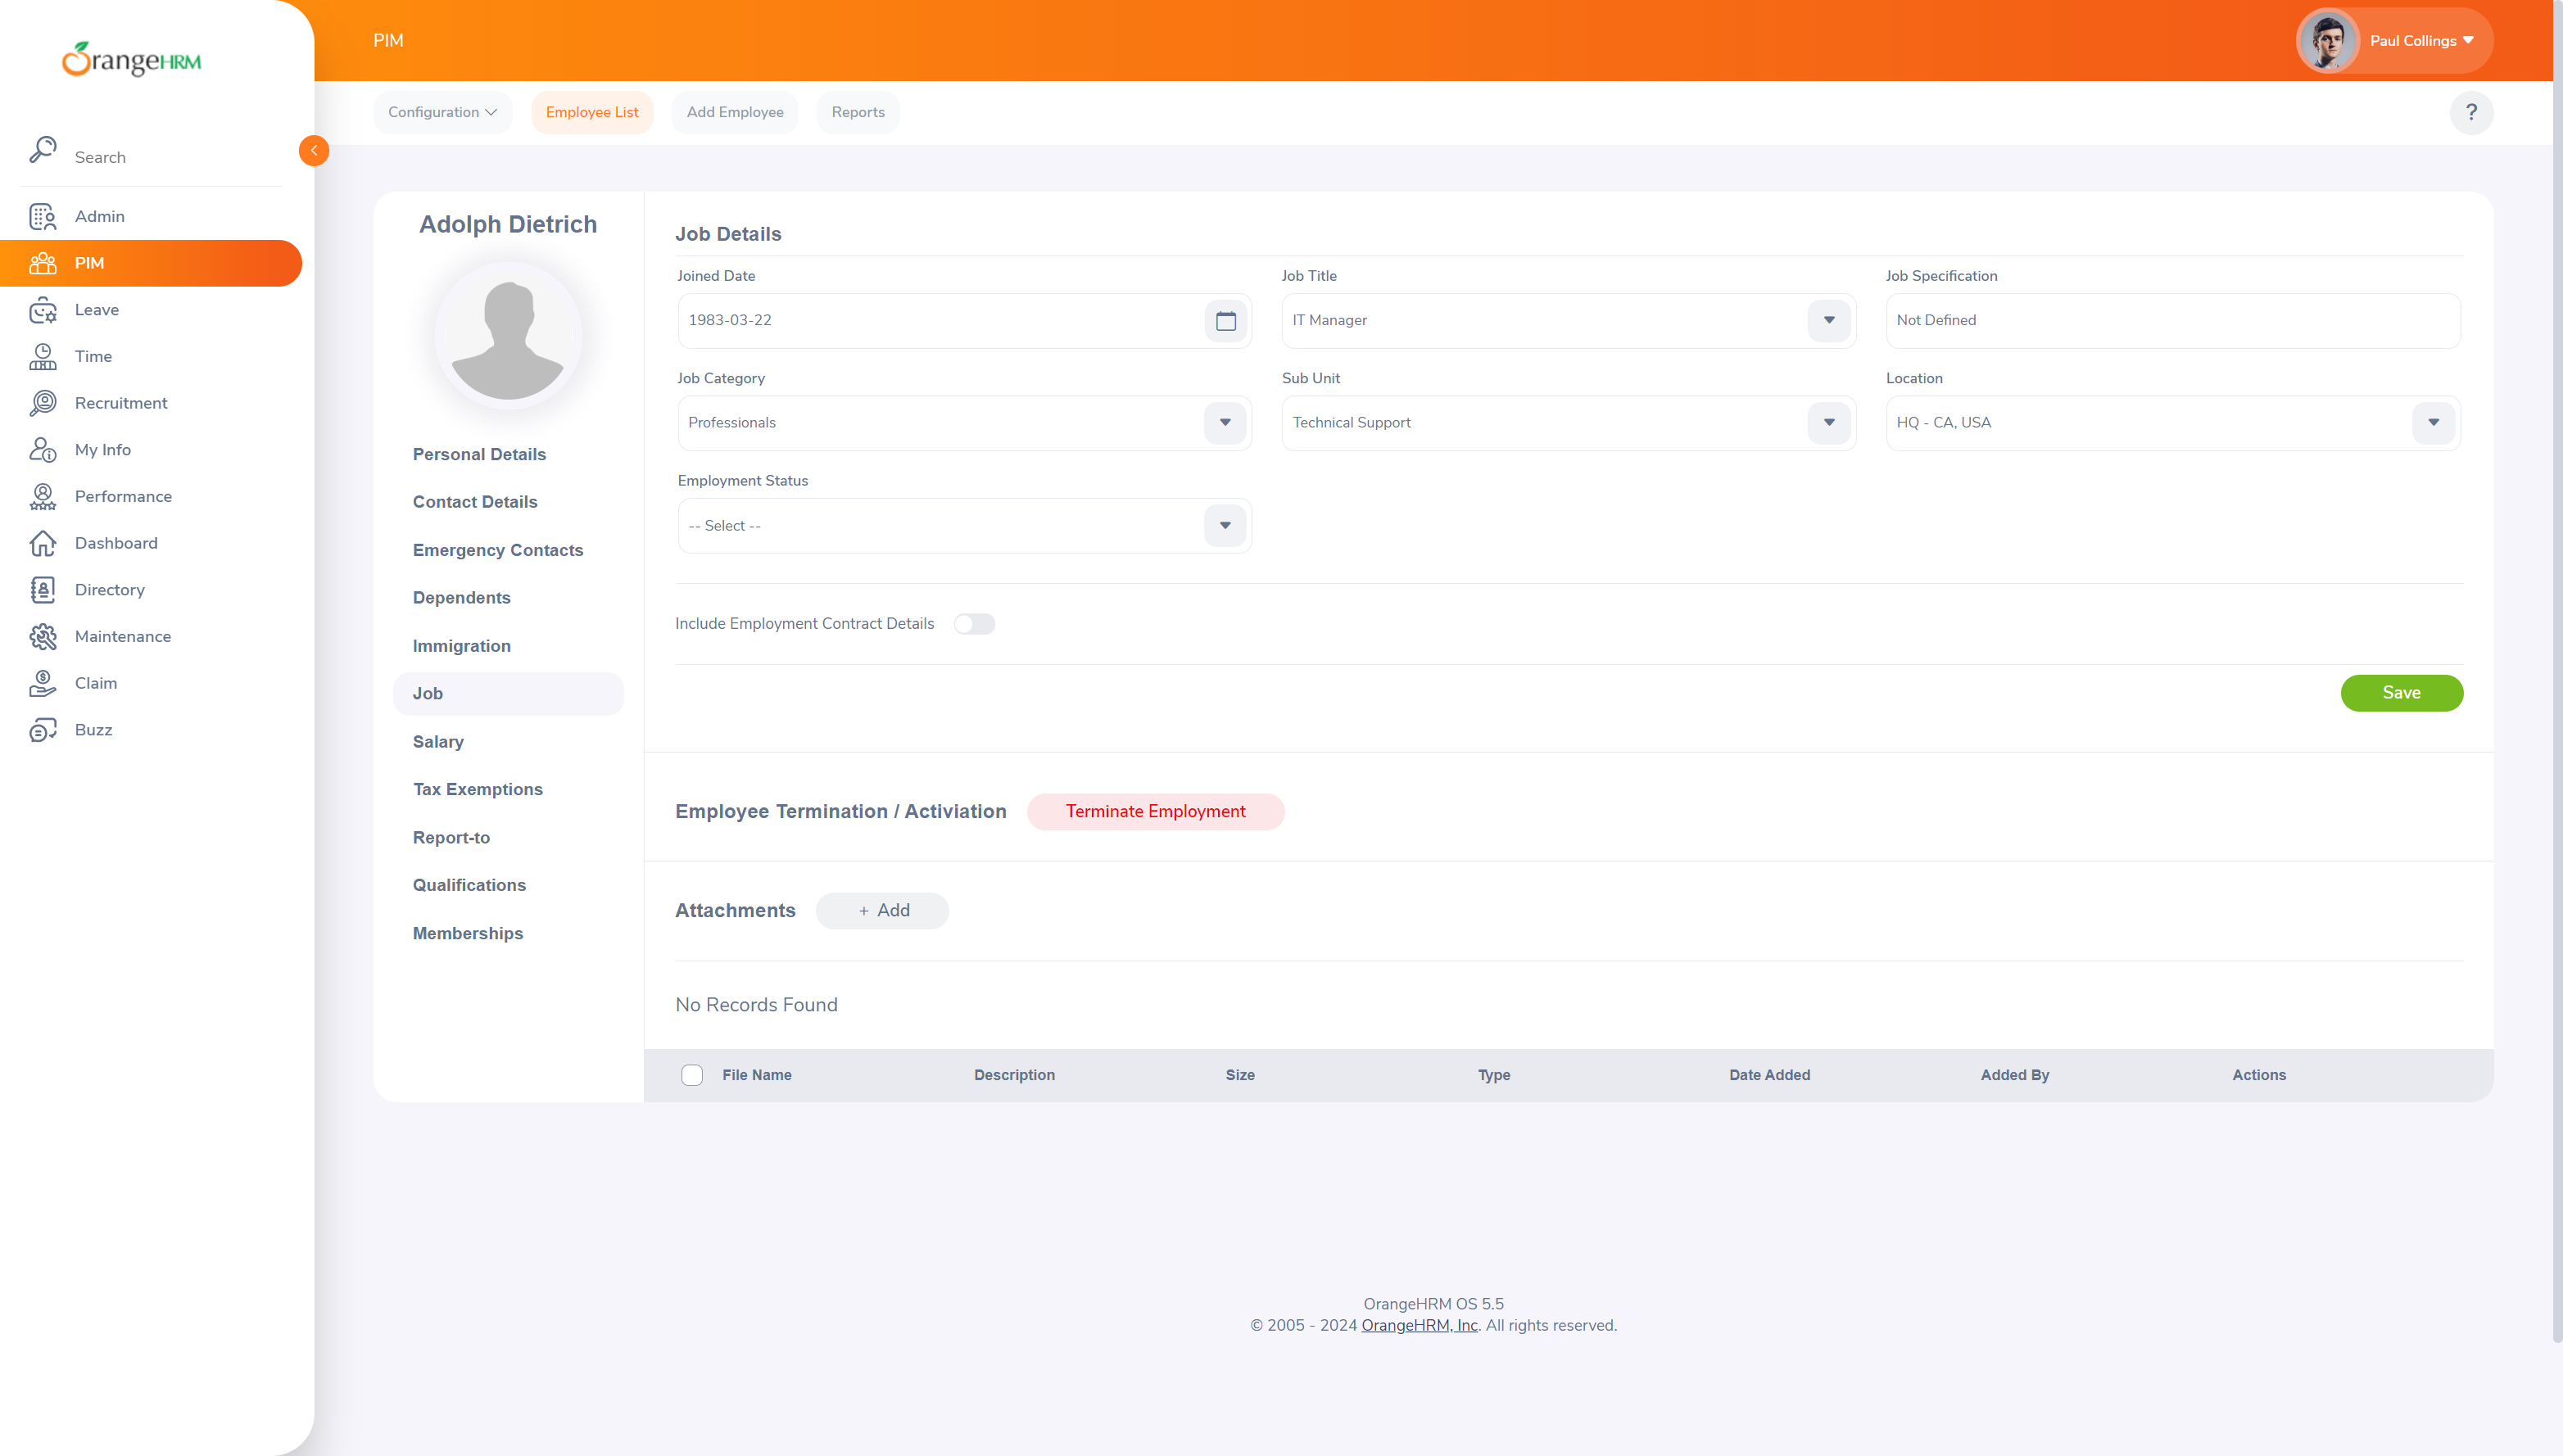 OrangeHRM
Search
Admin
PIM
Leave
Time
Recruitment
My Info
Performance
Dashboard
Directory
Maintenance
Claim
Buzz
PIM
Paul Collings
Configuration
Employee List
Add Employee
Reports
?
Adolph Dietrich
Personal Details
Contact Details
Emergency Contacts
Dependents
Immigration
Job
Salary
Tax Exemptions
Report-to
Qualifications
Memberships
Job Details
Joined Date
1983-03-22
Job Title
IT Manager
Job Specification
Not Defined
Job Category
Professionals
Sub Unit
Technical Support
Location
HQ - CA, USA
Employment Status
-- Select --
Include Employment Contract Details
Save
Employee Termination / Activiation
Terminate Employment
Attachments
+ Add
No Records Found
File Name
Description
Size
Type
Date Added
Added By
Actions
OrangeHRM OS 5.5
© 2005 - 2024 OrangeHRM, Inc. All rights reserved.